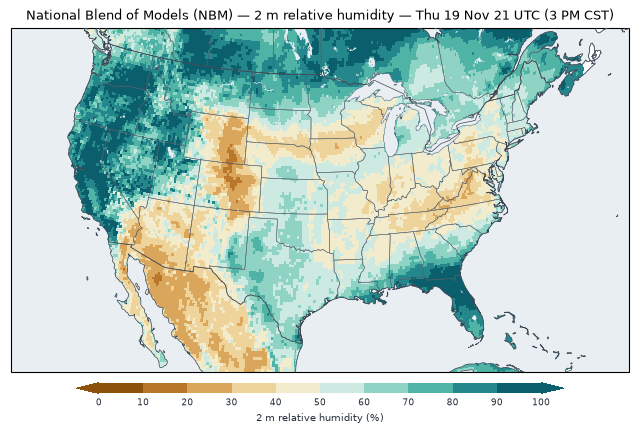 National Blend of Models (NBM) — 2 m relative humidity — Thu 19 Nov 21 UTC (3 PM CST)
0 10 20 30 40 50 60 70 80 90 100
2 m relative humidity (%)